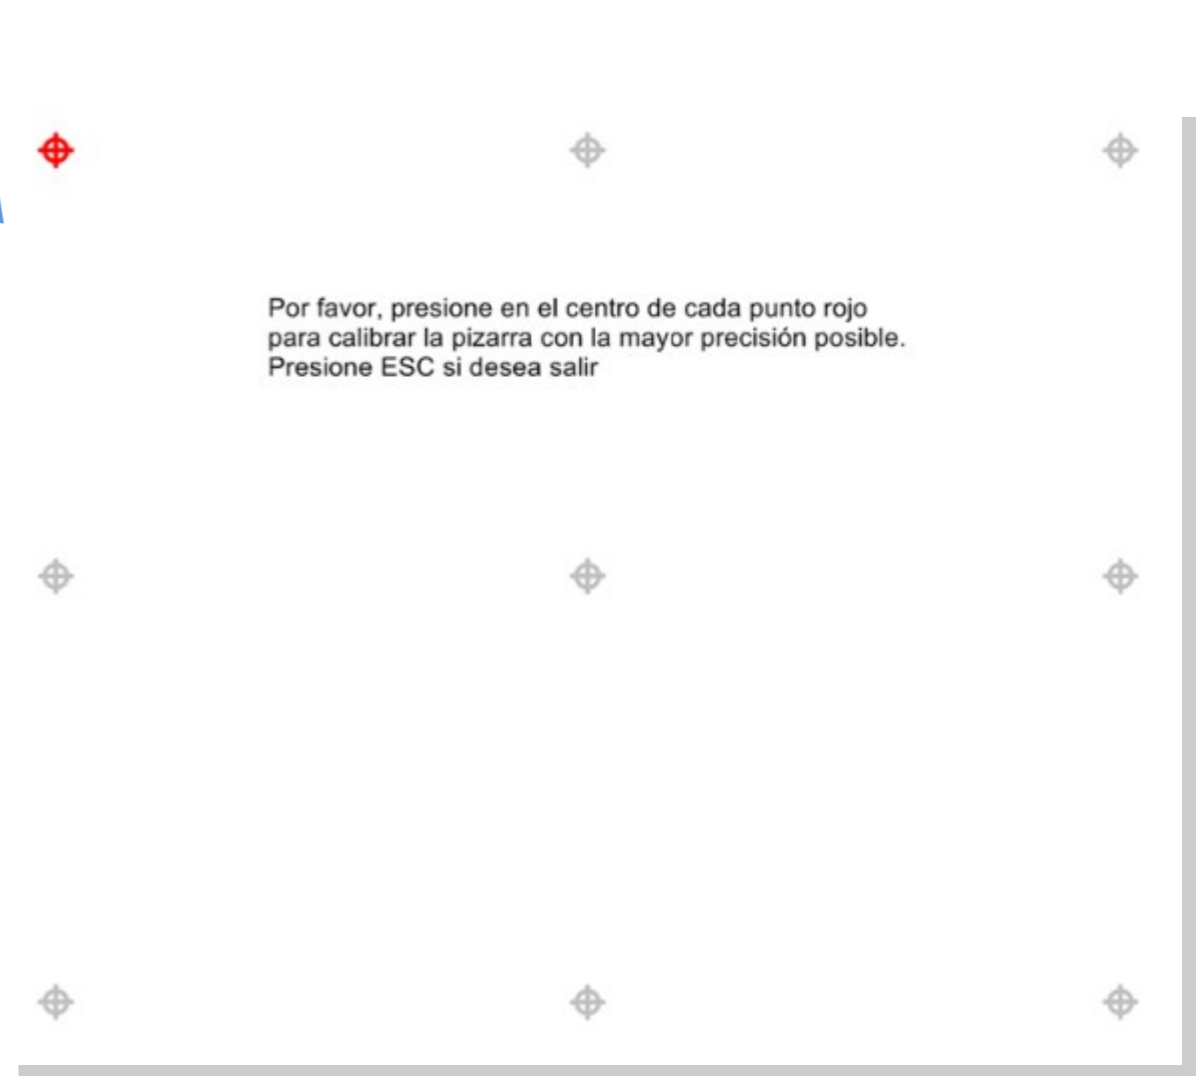 Por favor, presione en el centro de cada punto rojo
para calibrar la pizarra con la mayor precisión posible.
Presione ESC si desea salir